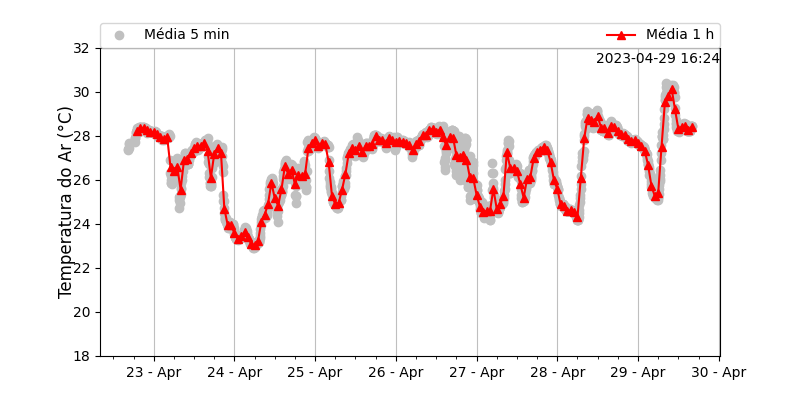 Média 5 min
Média 1 h
2023-04-29 16:24
Temperatura do Ar (°C)
32
30
28
26
24
22
20
18
23 - Apr
24 - Apr
25 - Apr
26 - Apr
27 - Apr
28 - Apr
29 - Apr
30 - Apr